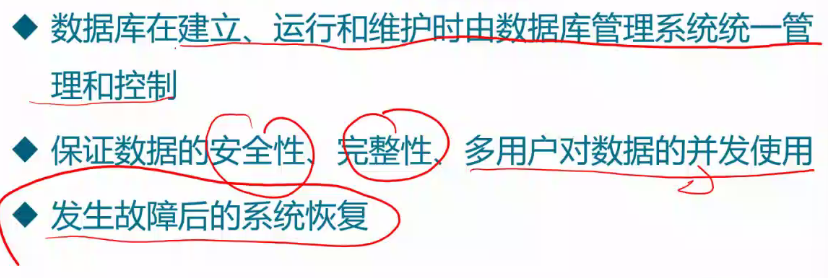 ◆ 数据库在建立、运行和维护时由数据库管理系统统一管
理和控制
◆ 保证数据的安全性、完整性、多用户对数据的并发使用
◆ 发生故障后的系统恢复